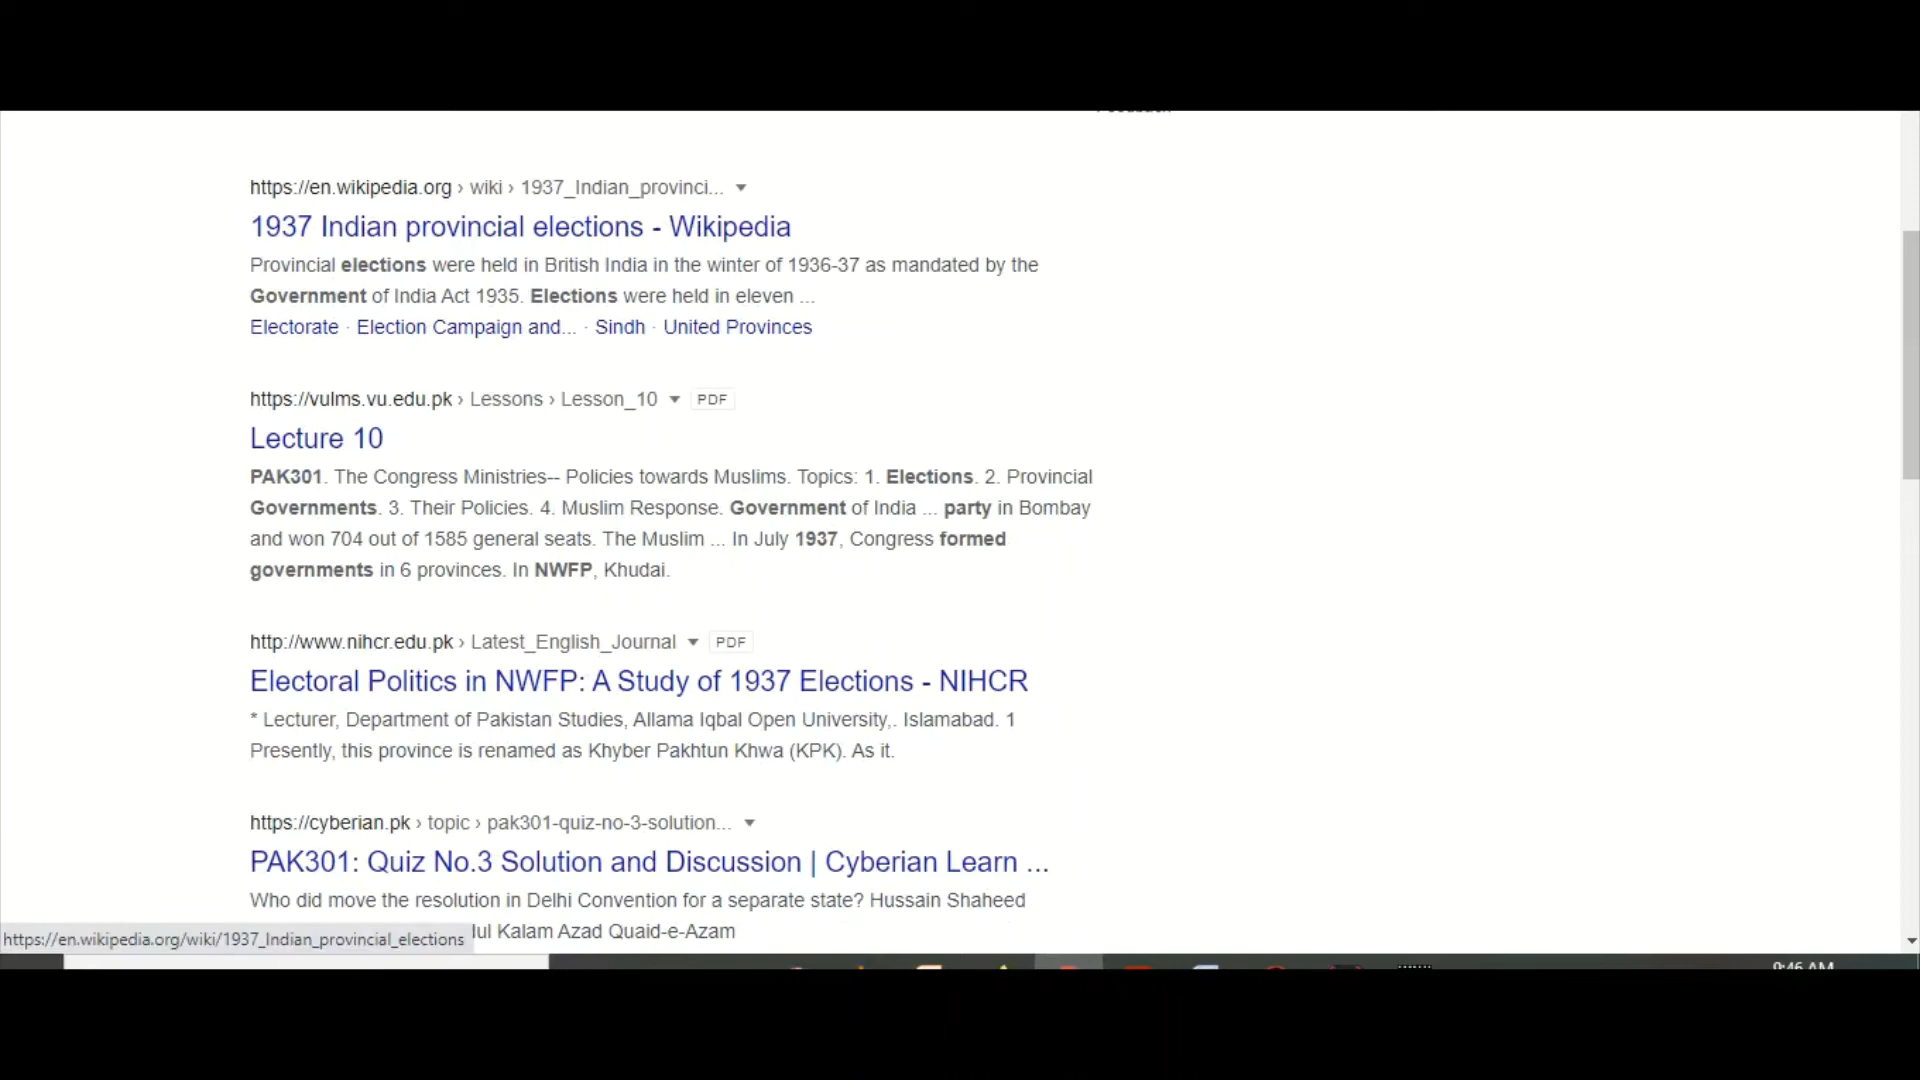 https://en.wikipedia.org › wiki › 1937_Indian_provinci...
1937 Indian provincial elections - Wikipedia
Provincial elections were held in British India in the winter of 1936-37 as mandated by the
Government of India Act 1935. Elections were held in eleven ...
Electorate · Election Campaign and... · Sindh · United Provinces
https://vulms.vu.edu.pk › Lessons › Lesson_10 PDF
Lecture 10
PAK301. The Congress Ministries-- Policies towards Muslims. Topics: 1. Elections. 2. Provincial
Governments. 3. Their Policies. 4. Muslim Response. Government of India ... party in Bombay
and won 704 out of 1585 general seats. The Muslim ... In July 1937, Congress formed
governments in 6 provinces. In NWFP, Khudai.
http://www.nihcr.edu.pk › Latest_English_Journal PDF
Electoral Politics in NWFP: A Study of 1937 Elections - NIHCR
* Lecturer, Department of Pakistan Studies, Allama Iqbal Open University,. Islamabad. 1
Presently, this province is renamed as Khyber Pakhtun Khwa (KPK). As it.
https://cyberian.pk › topic › pak301-quiz-no-3-solution...
PAK301: Quiz No.3 Solution and Discussion | Cyberian Learn ...
Who did move the resolution in Delhi Convention for a separate state? Hussain Shaheed
Kalam Azad Quaid-e-Azam
https://en.wikipedia.org/wiki/1937_Indian_provincial_elections
9:46 AM